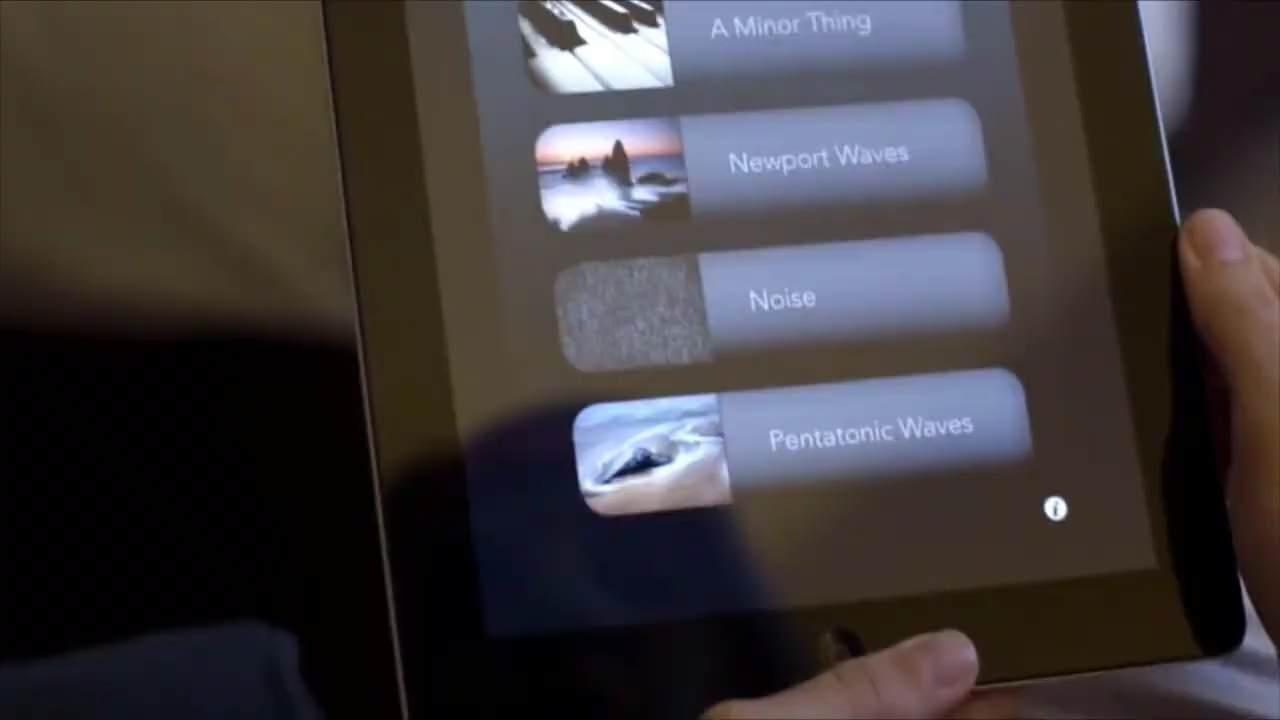 A Minor Thing
Newport Waves
Noise
Pentatonic Waves
i